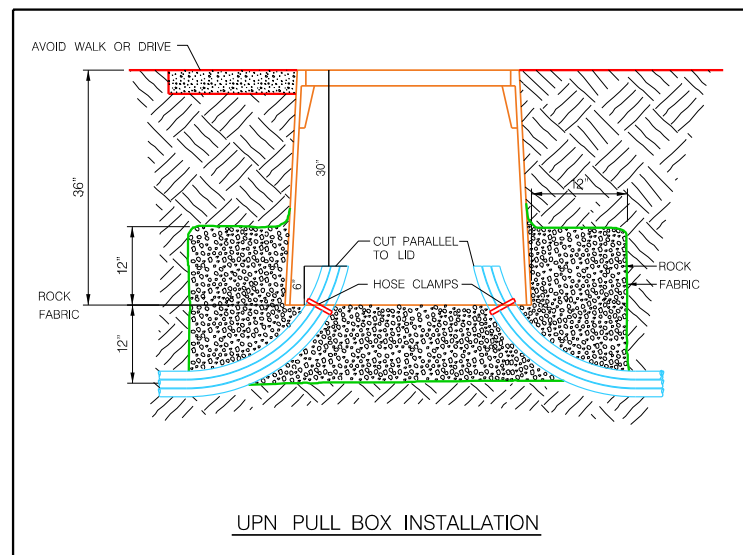 AVOID WALK OR DRIVE
36"
30"
12"
12"
CUT PARALLEL
TO LID
6"
HOSE CLAMPS
ROCK
FABRIC
ROCK
FABRIC
12"
UPN PULL BOX INSTALLATION